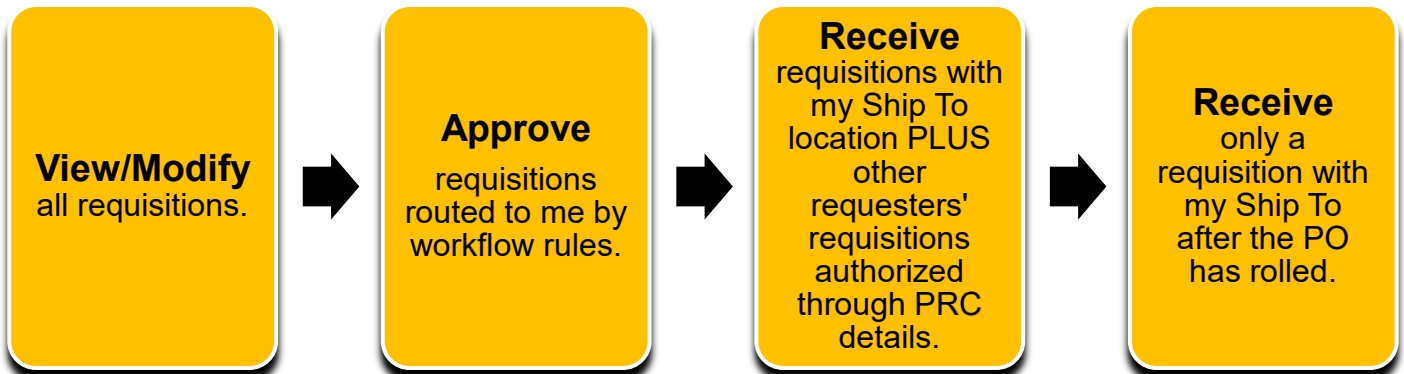 View/Modify
all requisitions.
Approve
requisitions
routed to me by
workflow rules.
Receive
requisitions with
my Ship To
location PLUS
other
requesters'
requisitions
authorized
through PRC
details.
Receive
only a
requisition with
my Ship To
after the PO
has rolled.